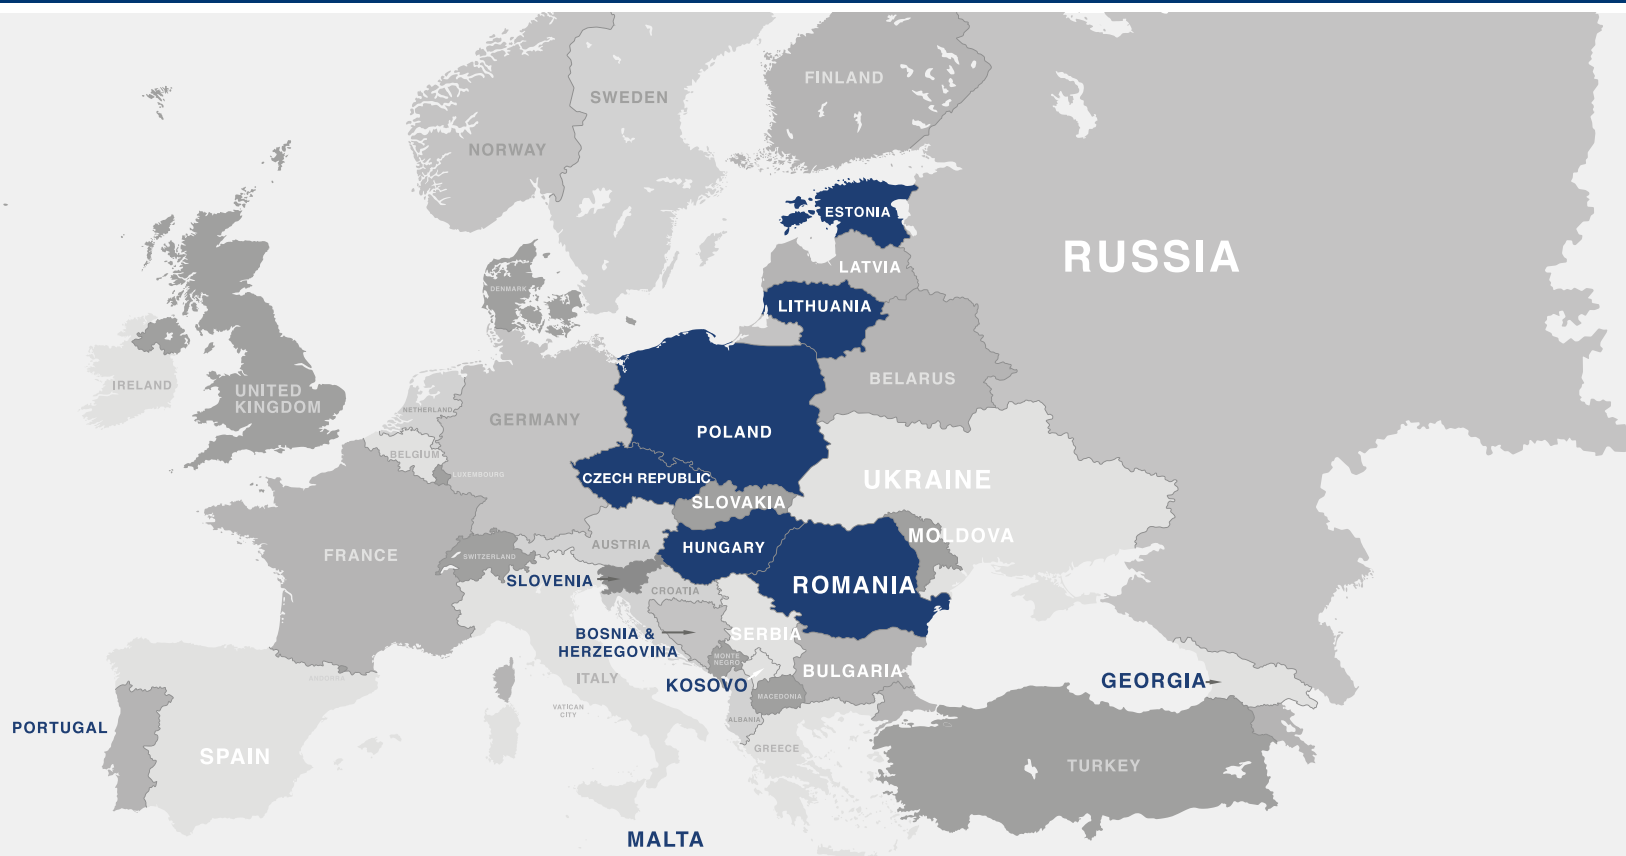 FINLAND
SWEDEN
NORWAY
ESTONIA
RUSSIA
LATVIA
DENMARK
LITHUANIA
BELARUS
IRELAND
UNITED
KINGDOM
NETHERLAND
GERMANY
POLAND
BELGIUM
LUXEMBOURG
CZECH REPUBLIC
UKRAINE
SLOVAKIA
MOLDOVA
FRANCE
SWITZERLAND
AUSTRIA
HUNGARY
SLOVENIA
ROMANIA
CROATIA
BOSNIA &
HERZEGOVINA
SERBIA
MONTE
NEGRO
BULGARIA
ANDORRA
ITALY
KOSOVO
GEORGIA
MACEDONIA
VATICAN
CITY
ALBANIA
PORTUGAL
SPAIN
GREECE
TURKEY
MALTA